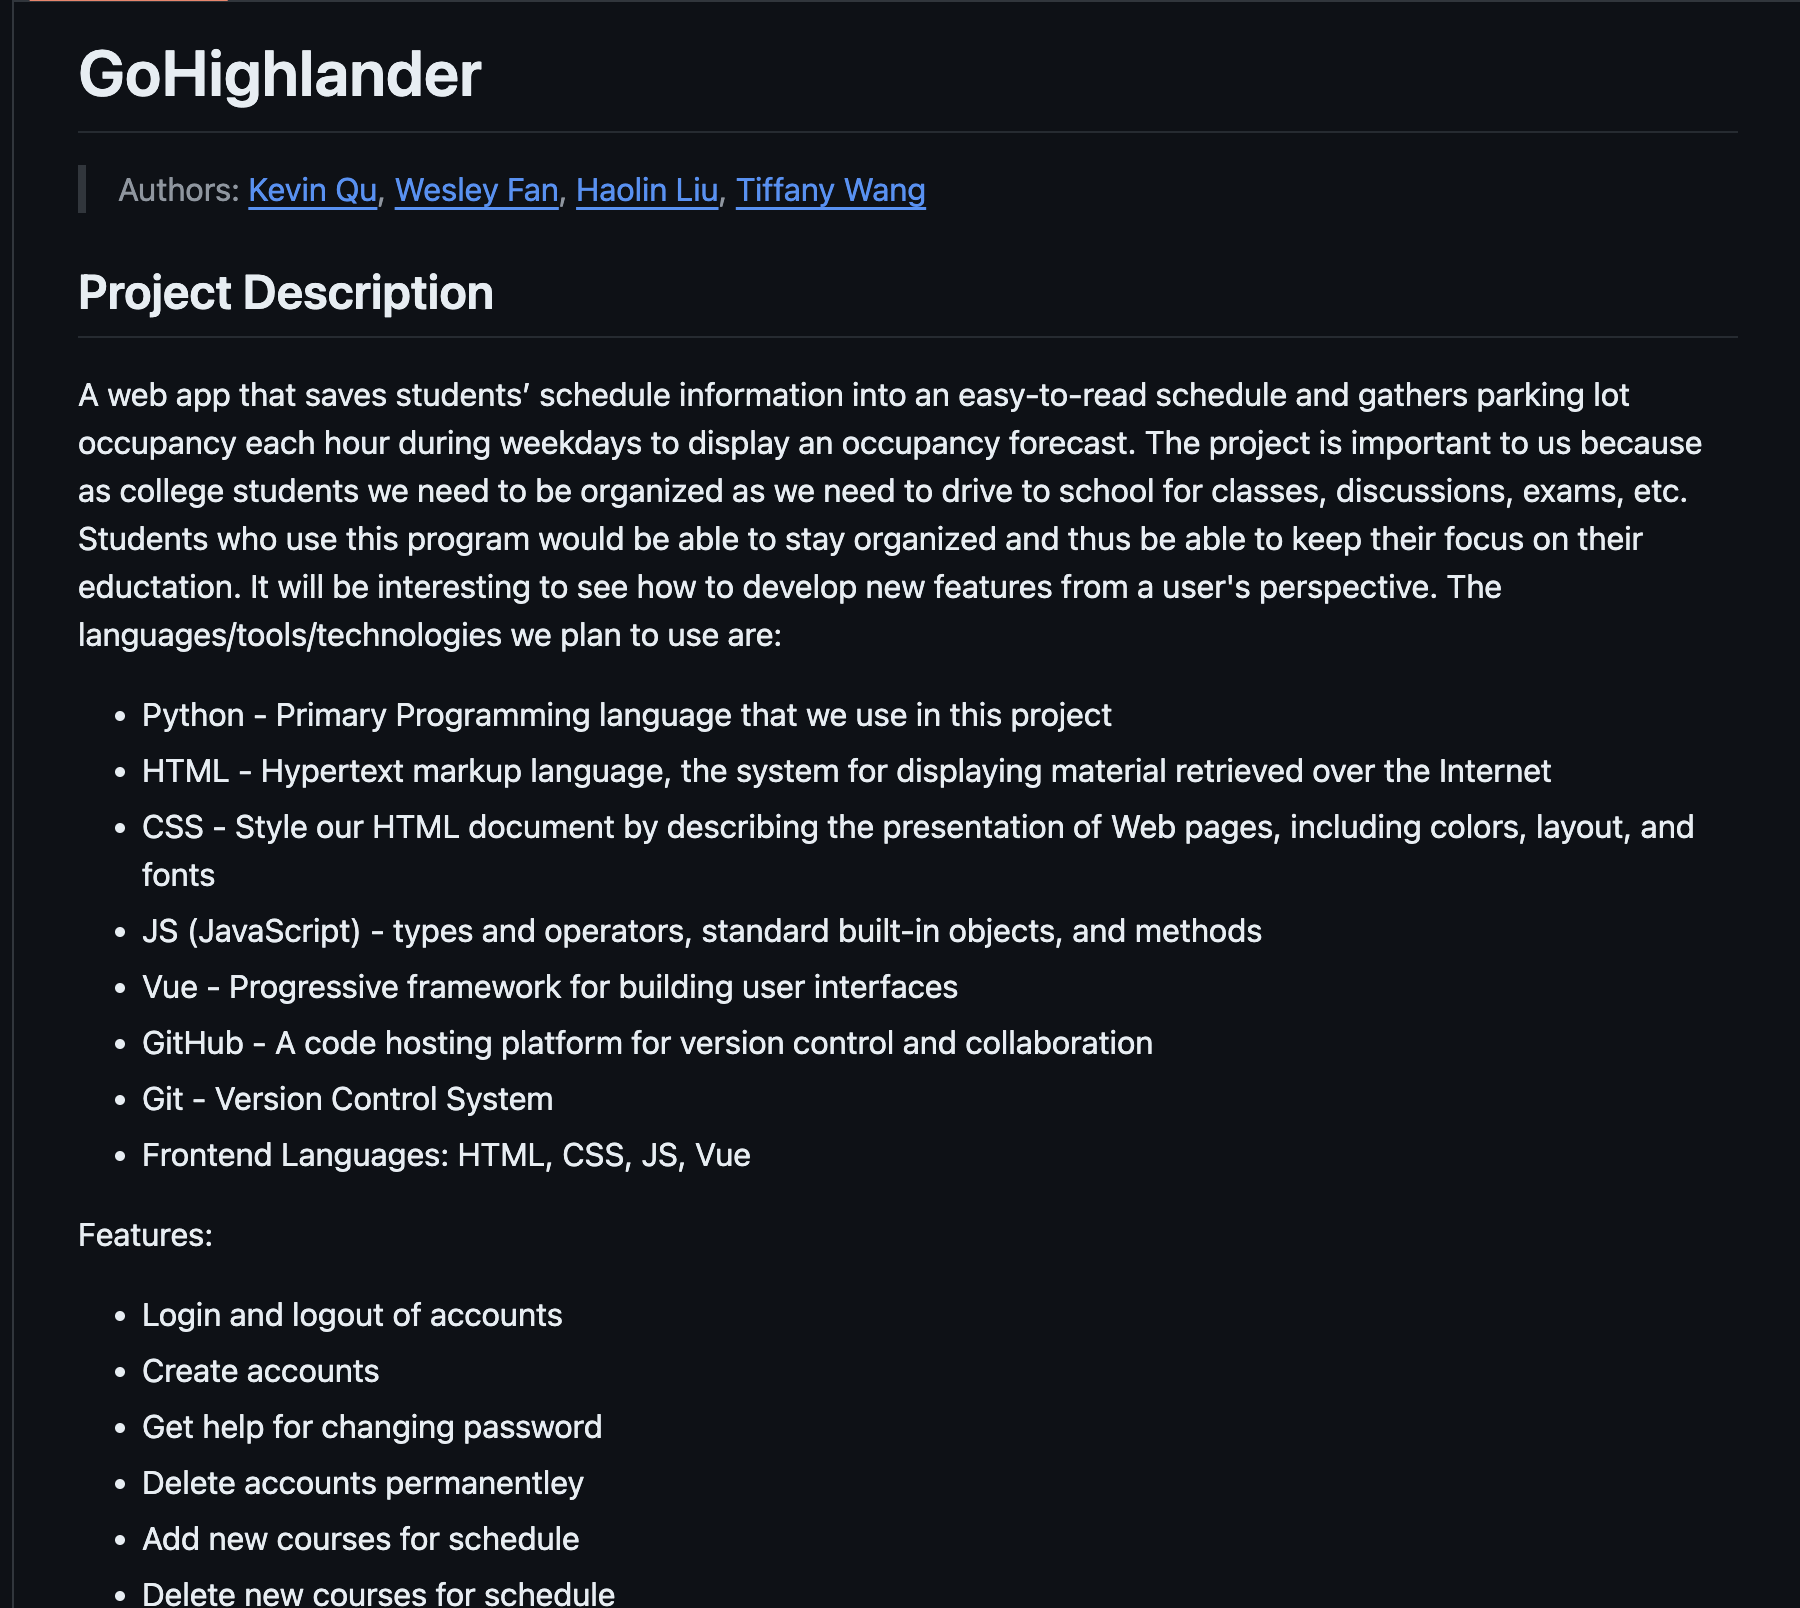 GoHighlander
Authors: Kevin Qu, Wesley Fan, Haolin Liu, Tiffany Wang
Project Description
A web app that saves students’ schedule information into an easy-to-read schedule and gathers parking lot
occupancy each hour during weekdays to display an occupancy forecast. The project is important to us because
as college students we need to be organized as we need to drive to school for classes, discussions, exams, etc.
Students who use this program would be able to stay organized and thus be able to keep their focus on their
eductation. It will be interesting to see how to develop new features from a user's perspective. The
languages/tools/technologies we plan to use are:
• Python - Primary Programming language that we use in this project
• HTML - Hypertext markup language, the system for displaying material retrieved over the Internet
• CSS - Style our HTML document by describing the presentation of Web pages, including colors, layout, and
fonts
• JS (JavaScript) - types and operators, standard built-in objects, and methods
• Vue - Progressive framework for building user interfaces
• GitHub - A code hosting platform for version control and collaboration
• Git - Version Control System
• Frontend Languages: HTML, CSS, JS, Vue
Features:
• Login and logout of accounts
• Create accounts
• Get help for changing password
• Delete accounts permanentley
• Add new courses for schedule
• Delete new courses for schedule